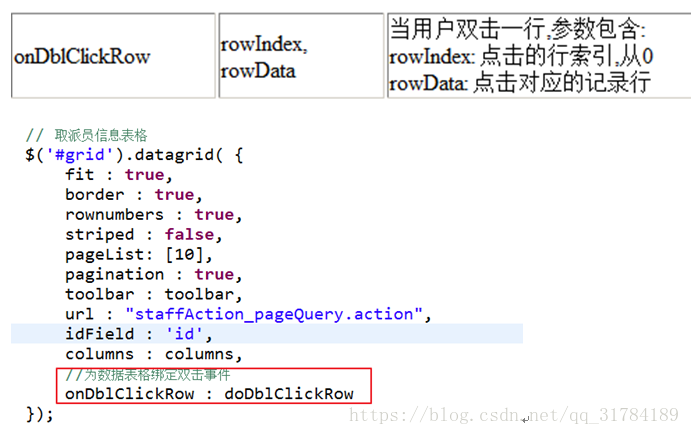 onDblClickRow
rowIndex,
rowData
当用户双击一行,参数包含:
rowIndex: 点击的行索引,从0
rowData: 点击对应的记录行
// 取派员信息表格
$('#grid').datagrid( {
fit : true,
border : true,
rownumbers : true,
striped : false,
pageList: [10],
pagination : true,
toolbar : toolbar,
url : "staffAction_pageQuery.action",
idField : 'id',
columns : columns,
//为数据表格绑定双击事件
onDblClickRow : doDblClickRow
});
https://blog.csdn.net/qq_31784189